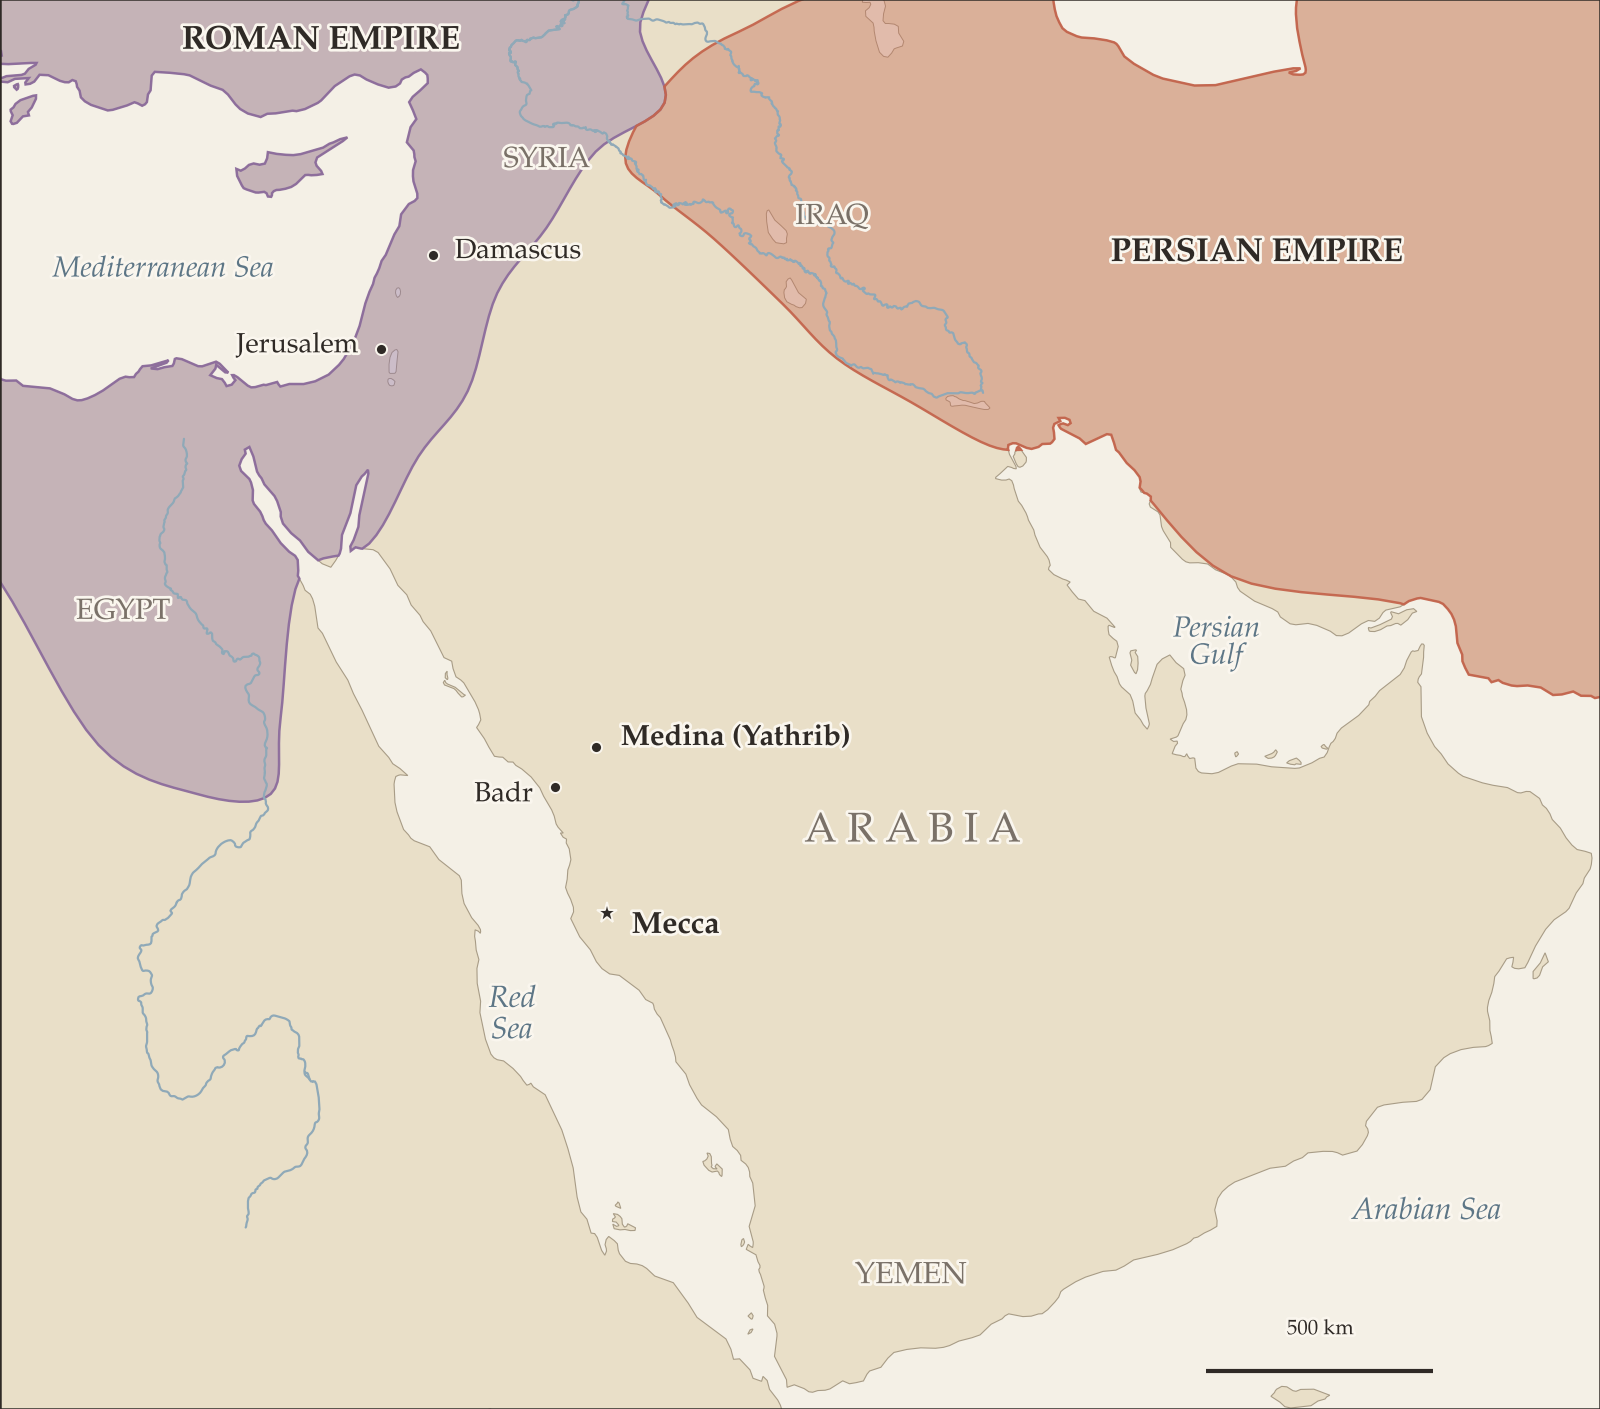 ROMAN EMPIRE
SYRIA
IRAQ
PERSIAN EMPIRE
Damascus
Mediterranean Sea
Jerusalem
EGYPT
Persian
Gulf
Medina (Yathrib)
Badr
ARABIA
Mecca
Red
Sea
Arabian Sea
YEMEN
500 km